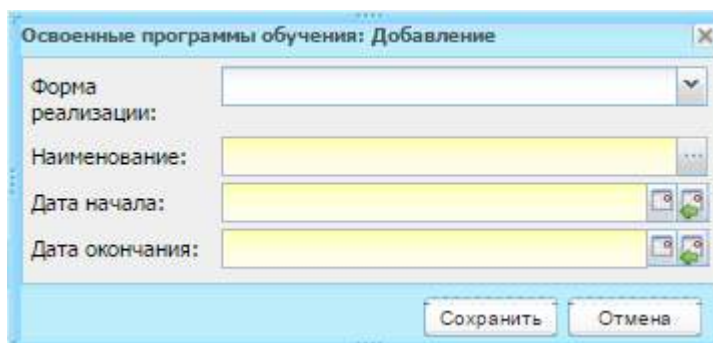 Освоенные программы обучения: Добавление
Форма
реализации:
Наименование:
Дата начала:
Дата окончания:
Сохранить Отмена